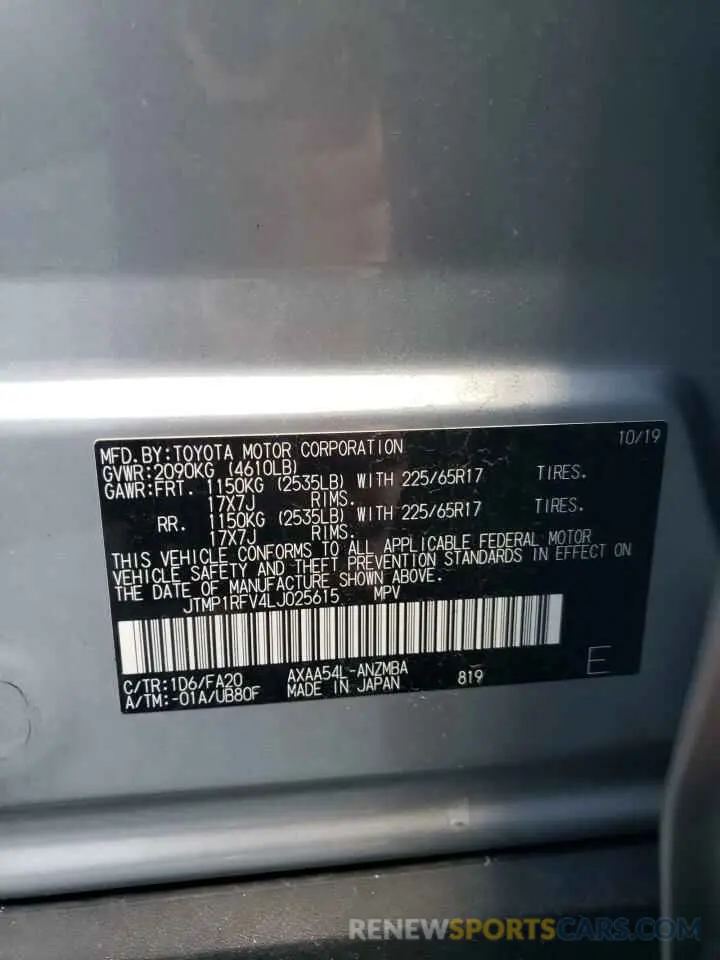 MFD.BY:TOYOTA MOTOR CORPORATION 10/19
GVWR:2090KG (4610LB)
GAWR:FRT. 1150KG (2535LB) WITH 225/65R17 TIRES.
17X7J RIMS.
RR. 1150KG (2535LB) WITH 225/65R17 TIRES.
17X7J RIMS.
THIS VEHICLE CONFORMS TO ALL APPLICABLE FEDERAL MOTOR
VEHICLE SAFETY AND THEFT PREVENTION STANDARDS IN EFFECT ON
THE DATE OF MANUFACTURE SHOWN ABOVE.
JTMP1RFV4LJ025615 MPV
C/TR:1D6/FA20 AXAA54L-ANZMBA 819 E
A/TM:-01A/UB80F MADE IN JAPAN
RENEWSPORTSCARS.COM